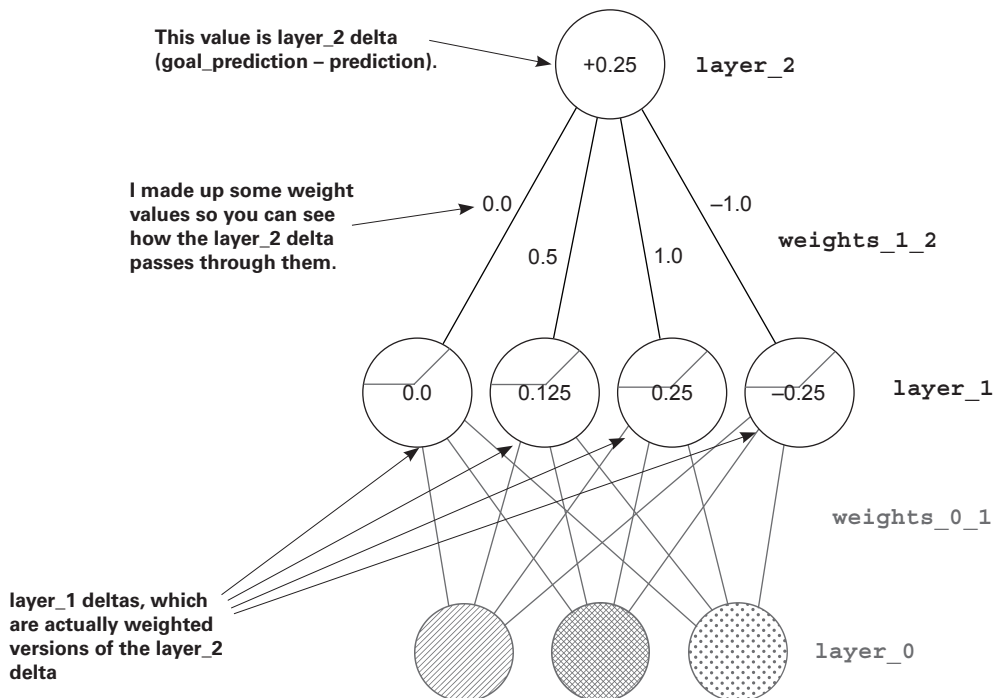 This value is layer_2 delta
(goal_prediction – prediction).
+0.25
layer_2
I made up some weight
values so you can see
how the layer_2 delta
passes through them.
0.0
–1.0
0.5
1.0
weights_1_2
0.0
0.125
0.25
–0.25
layer_1
weights_0_1
layer_1 deltas, which
are actually weighted
versions of the layer_2
delta
layer_0